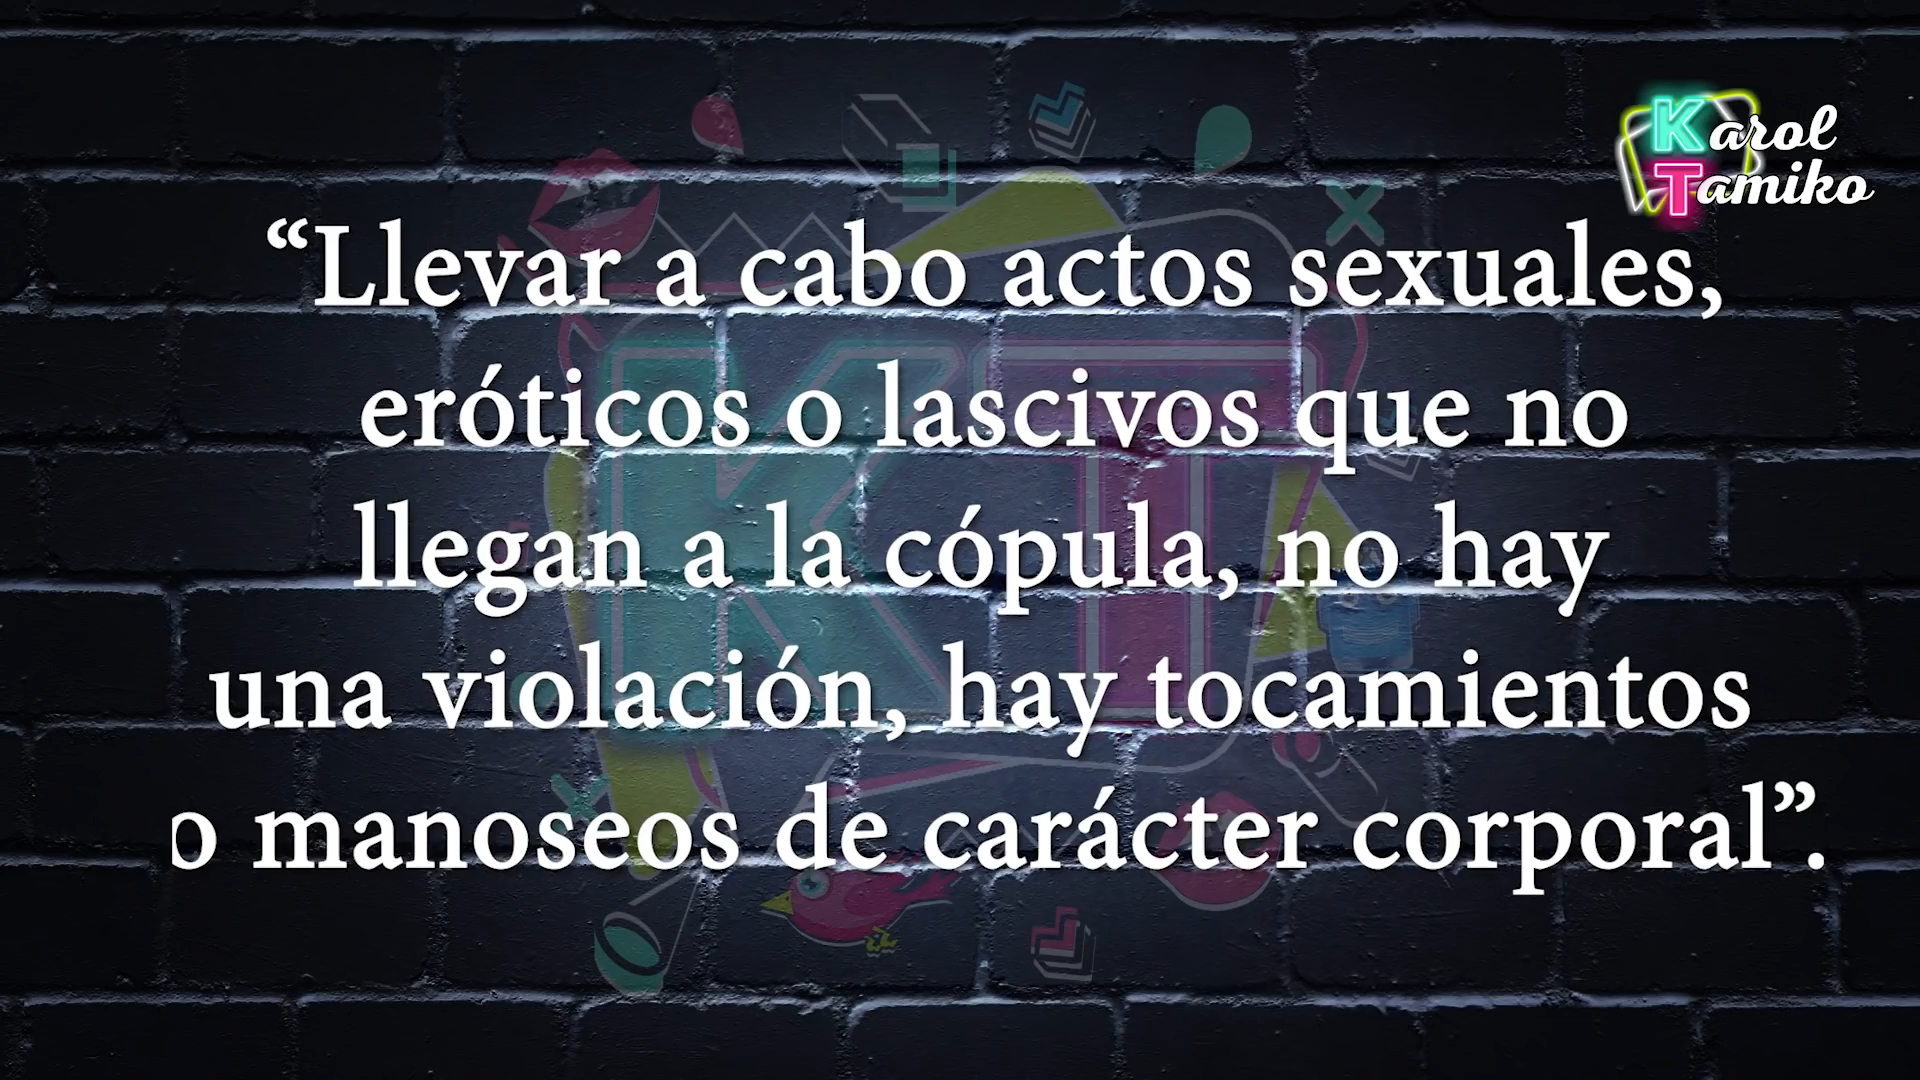 Karol
Tamiko
“Llevar a cabo actos sexuales,
eróticos o lascivos que no
llegan a la cópula, no hay
una violación, hay tocamientos
o manoseos de carácter corporal”.
KT